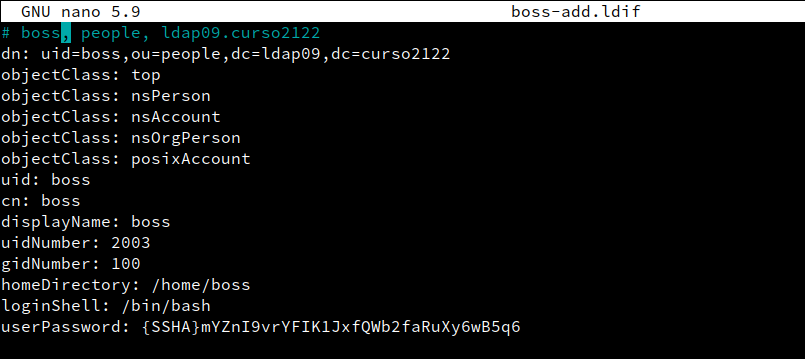 GNU nano 5.9 boss-add.ldif
# boss, people, ldap09.curso2122
dn: uid=boss,ou=people,dc=ldap09,dc=curso2122
objectClass: top
objectClass: nsPerson
objectClass: nsAccount
objectClass: nsOrgPerson
objectClass: posixAccount
uid: boss
cn: boss
displayName: boss
uidNumber: 2003
gidNumber: 100
homeDirectory: /home/boss
loginShell: /bin/bash
userPassword: {SSHA}mYZnI9vrYFIK1JxfQWb2faRuXy6wB5q6